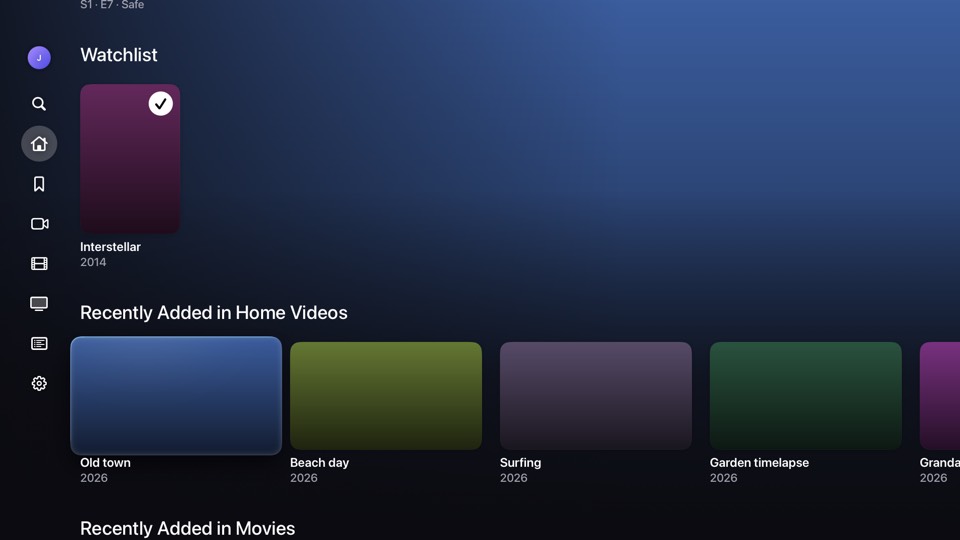 S1 · E7 · Safe
J
Watchlist
Interstellar
2014
Recently Added in Home Videos
Old town
2026
Beach day
2026
Surfing
2026
Garden timelapse
2026
Granda
2026
Recently Added in Movies